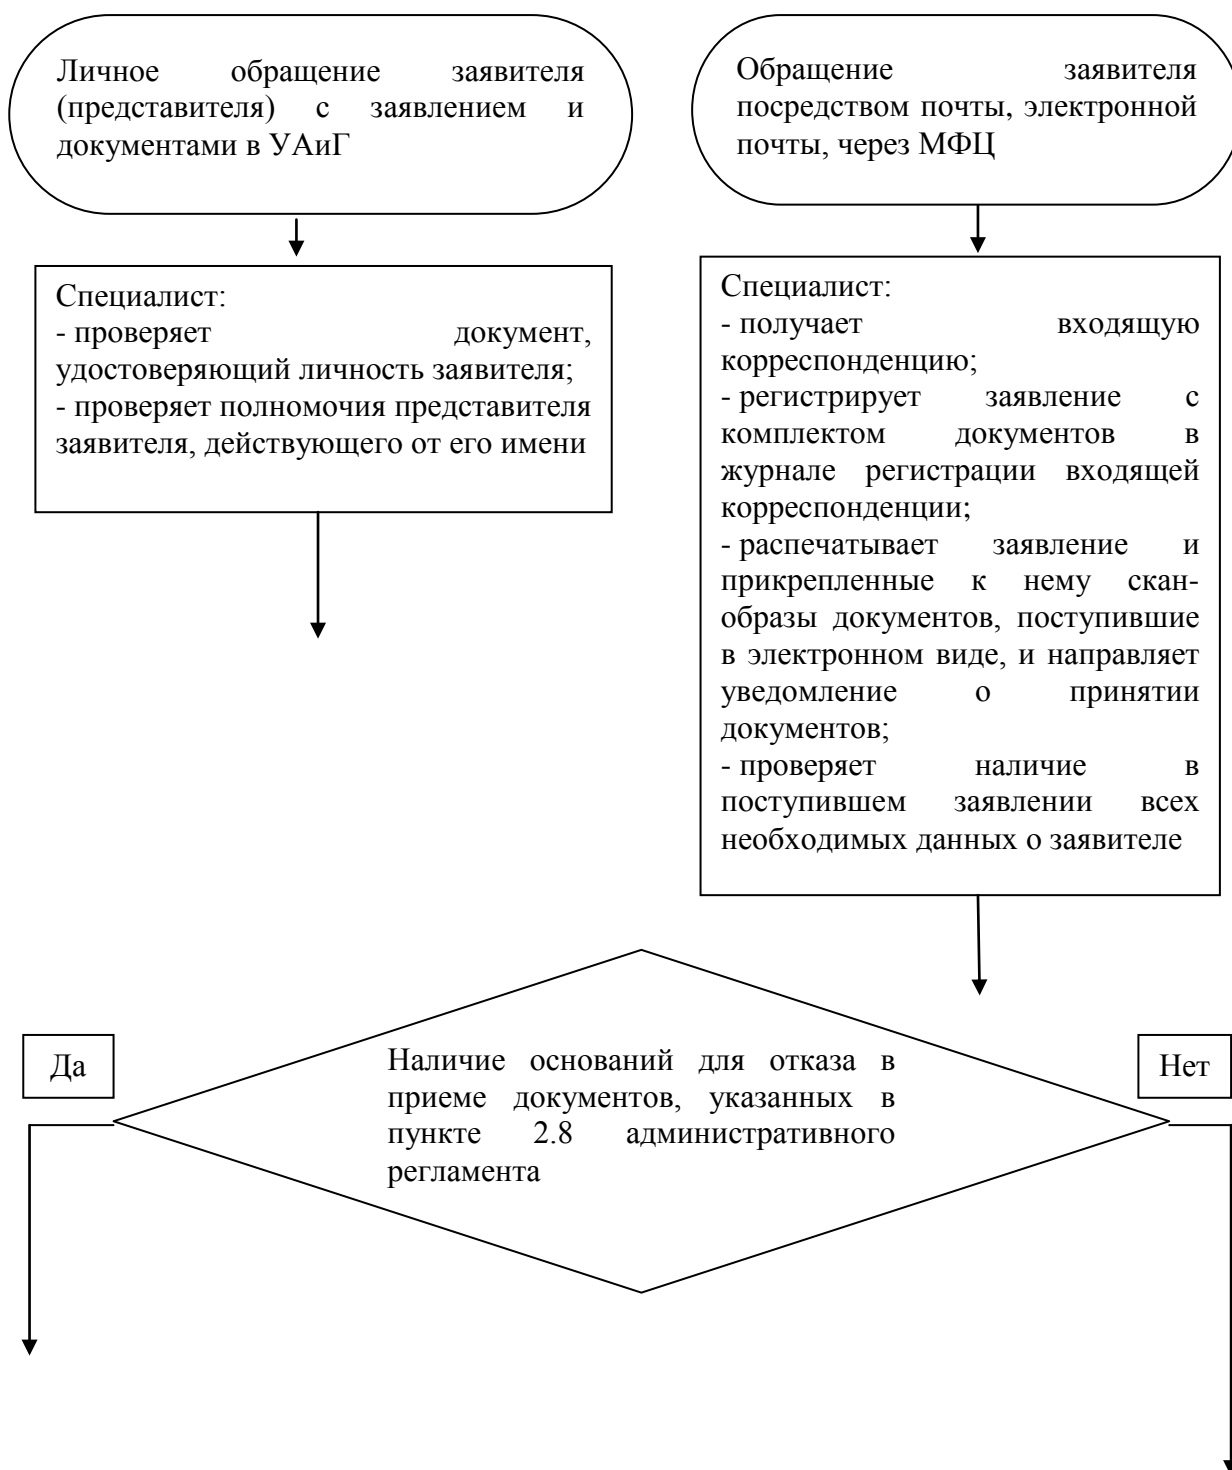 Личное обращение заявителя
(представителя) с заявлением и
документами в УАиГ
Обращение заявителя
посредством почты, электронной
почты, через МФЦ
Специалист:
- проверяет документ,
удостоверяющий личность заявителя;
- проверяет полномочия представителя
заявителя, действующего от его имени
Специалист:
- получает входящую
корреспонденцию;
- регистрирует заявление с
комплектом документов в
журнале регистрации входящей
корреспонденции;
- распечатывает заявление и
прикрепленные к нему скан-
образы документов, поступившие
в электронном виде, и направляет
уведомление о принятии
документов;
- проверяет наличие в
поступившем заявлении всех
необходимых данных о заявителе
Да
Наличие оснований для отказа в
приеме документов, указанных в
пункте 2.8 административного
регламента
Нет